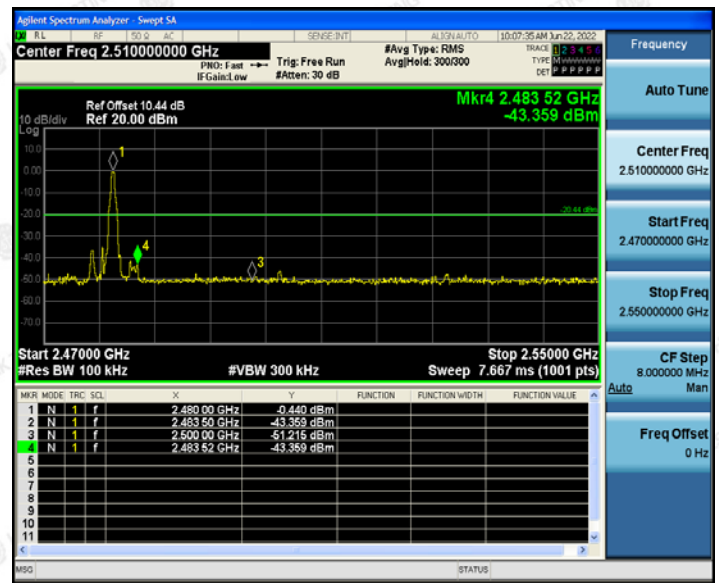 Agilent Spectrum Analyzer - Swept SA
RL RF 50 Ω AC SENSE:INT ALIGN AUTO 10:07:35 AM Jun 22, 2022
Center Freq 2.510000000 GHz
PNO: Fast
IFGain:Low
Trig: Free Run
#Atten: 30 dB
#Avg Type: RMS
Avg|Hold: 300/300
TRACE 1 2 3 4 5 6
TYPE M
DET P P P P P P
Ref Offset 10.44 dB
10 dB/div Ref 20.00 dBm
Log
Mkr4 2.483 52 GHz
-43.359 dBm
10.0
0.00
-10.0
-20.0
-30.0
-40.0
-50.0
-60.0
-70.0
1
4
3
-20.44 dBm
Start 2.47000 GHz Stop 2.55000 GHz
#Res BW 100 kHz #VBW 300 kHz Sweep 7.667 ms (1001 pts)
MKR MODE TRC SCL X Y FUNCTION FUNCTION WIDTH FUNCTION VALUE
1 N 1 f 2.480 00 GHz -0.440 dBm
2 N 1 f 2.483 50 GHz -43.359 dBm
3 N 1 f 2.500 00 GHz -51.215 dBm
4 N 1 f 2.483 52 GHz -43.359 dBm
5
6
7
8
9
10
11
MSG STATUS
Frequency
Auto Tune
Center Freq
2.510000000 GHz
Start Freq
2.470000000 GHz
Stop Freq
2.550000000 GHz
CF Step
8.000000 MHz
Auto Man
Freq Offset
0 Hz